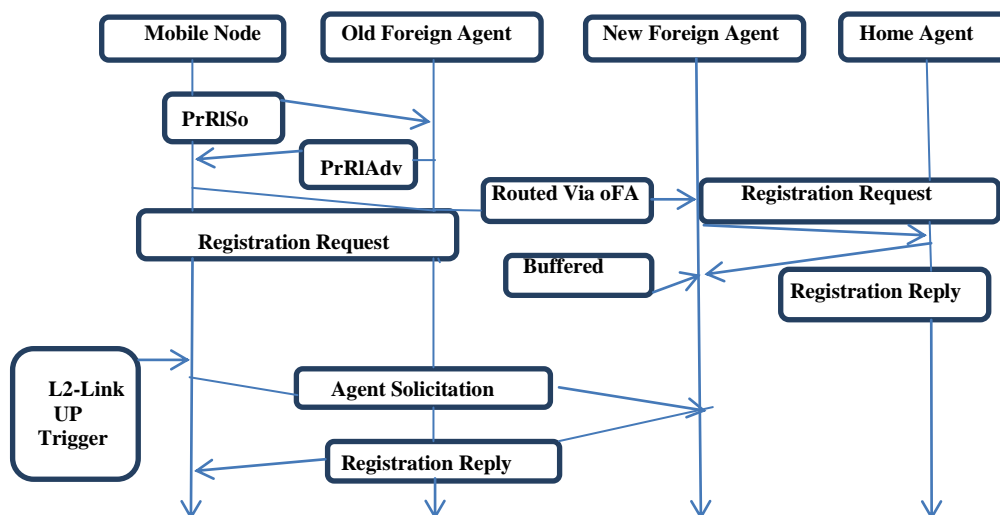 Mobile Node
Old Foreign Agent
New Foreign Agent
Home Agent
PrRlSo
PrRlAdv
Routed Via oFA
Registration Request
Registration Request
Buffered
Registration Reply
L2-Link
UP
Trigger
Agent Solicitation
Registration Reply